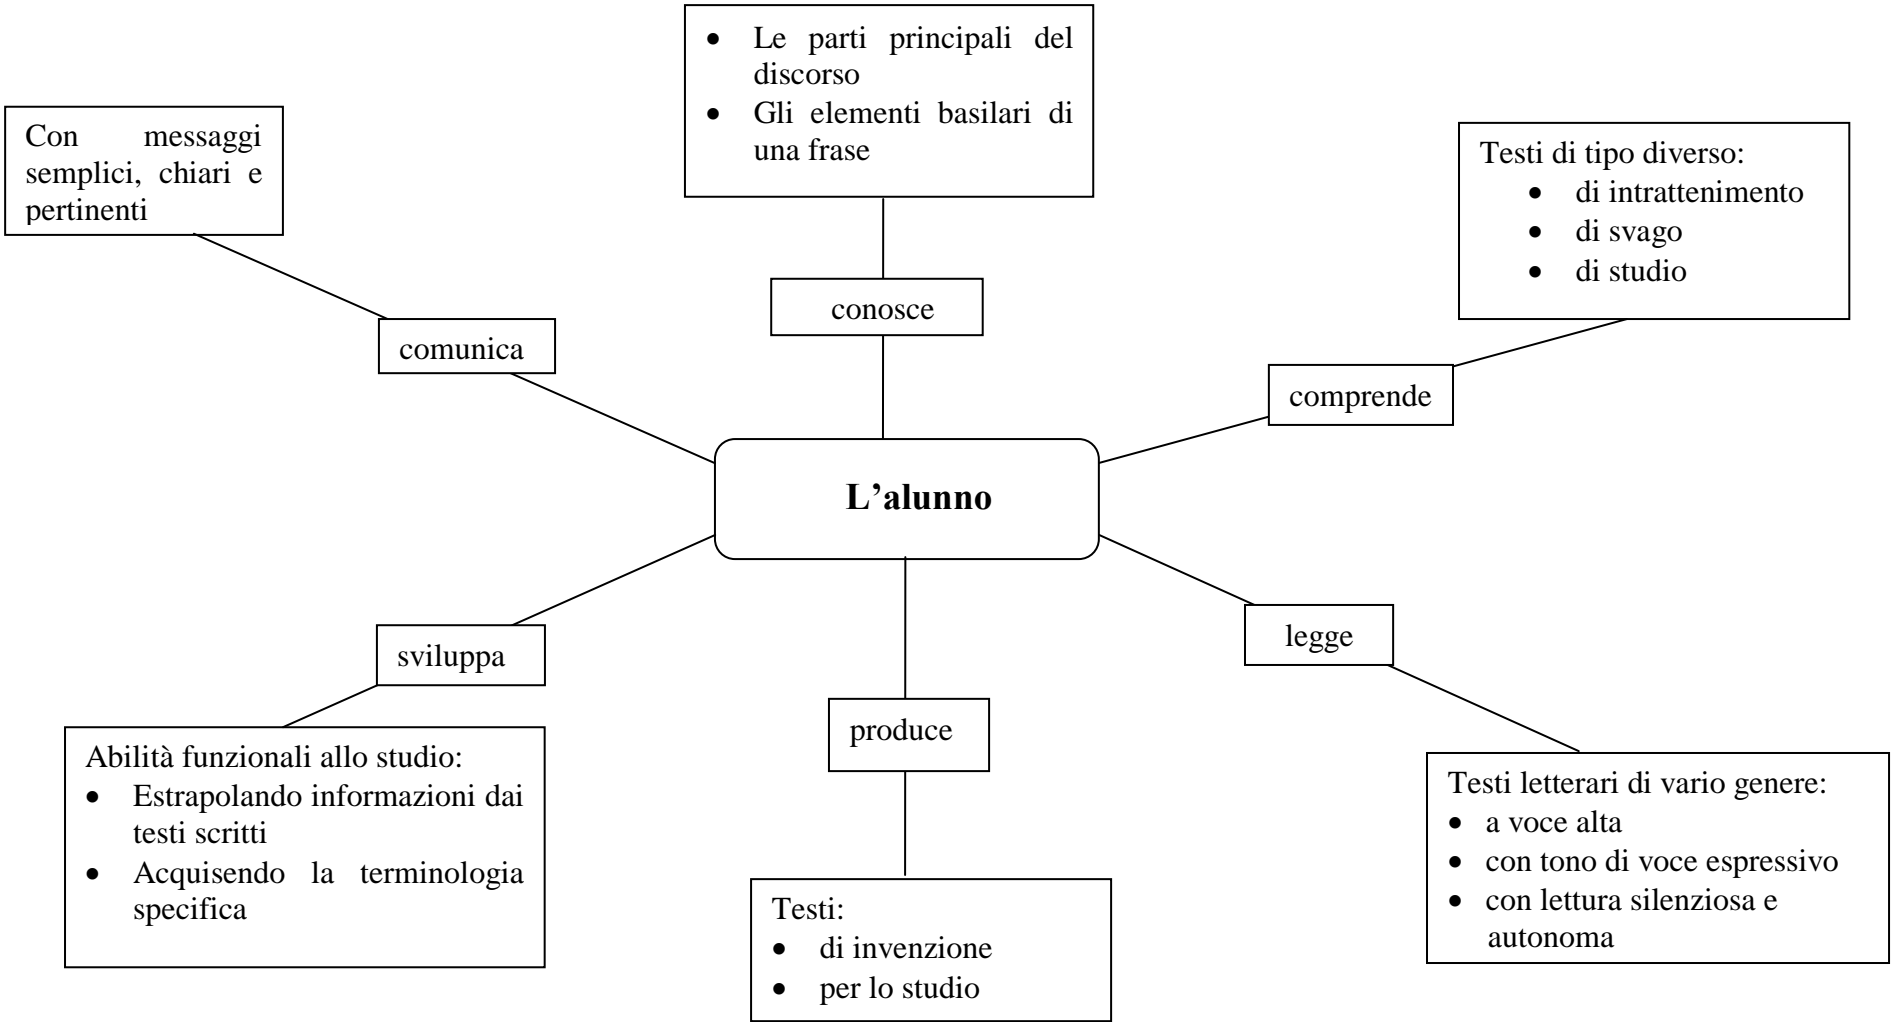 • Le parti principali del
discorso
• Gli elementi basilari di
una frase
Con messaggi
semplici, chiari e
pertinenti
Testi di tipo diverso:
• di intrattenimento
• di svago
• di studio
conosce
comunica
comprende
L’alunno
sviluppa
legge
produce
Abilità funzionali allo studio:
• Estrapolando informazioni dai
testi scritti
• Acquisendo la terminologia
specifica
Testi letterari di vario genere:
• a voce alta
• con tono di voce espressivo
• con lettura silenziosa e
autonoma
Testi:
• di invenzione
• per lo studio